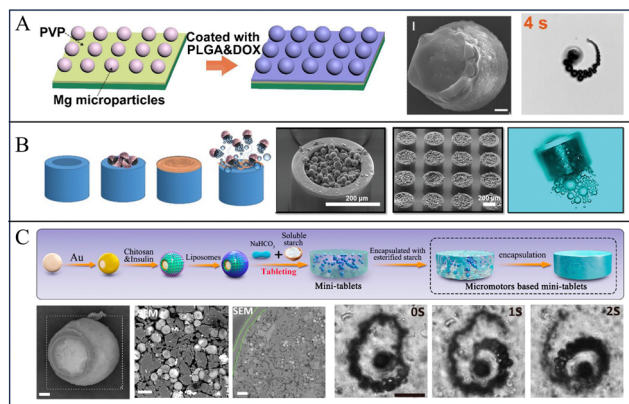 A
PVP
Mg microparticles
Coated with
PLGA&DOX
I
4 s
B
200 μm
200 μm
C
Au
Chitosan
&Insulin
Liposomes
NaHCO3
Soluble
starch
Tableting
Mini-tablets
Encapsulated with
esterified starch
encapsulation
Micromotors based mini-tablets
SEM
0S
1S
2S